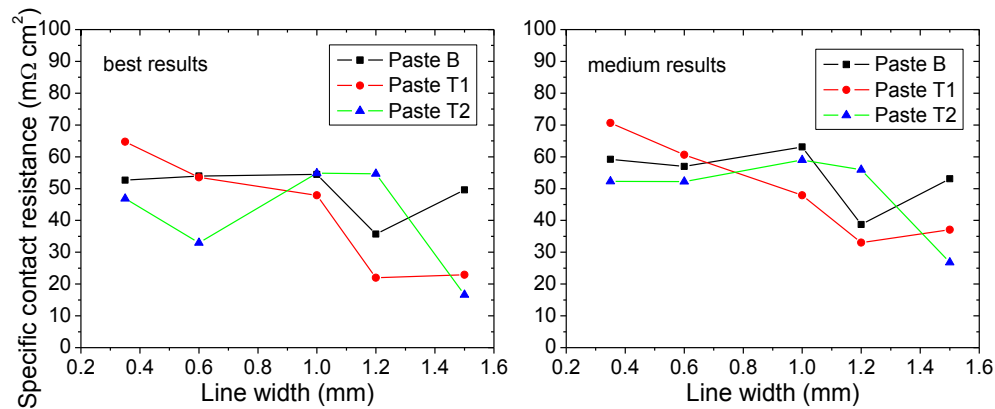 Specific contact resistance (mΩ cm²)
100
90
80
70
60
50
40
30
20
10
0
best results
Paste B
Paste T1
Paste T2
0.2 0.4 0.6 0.8 1.0 1.2 1.4 1.6
Line width (mm)
100
90
80
70
60
50
40
30
20
10
0
medium results
Paste B
Paste T1
Paste T2
0.2 0.4 0.6 0.8 1.0 1.2 1.4 1.6
Line width (mm)